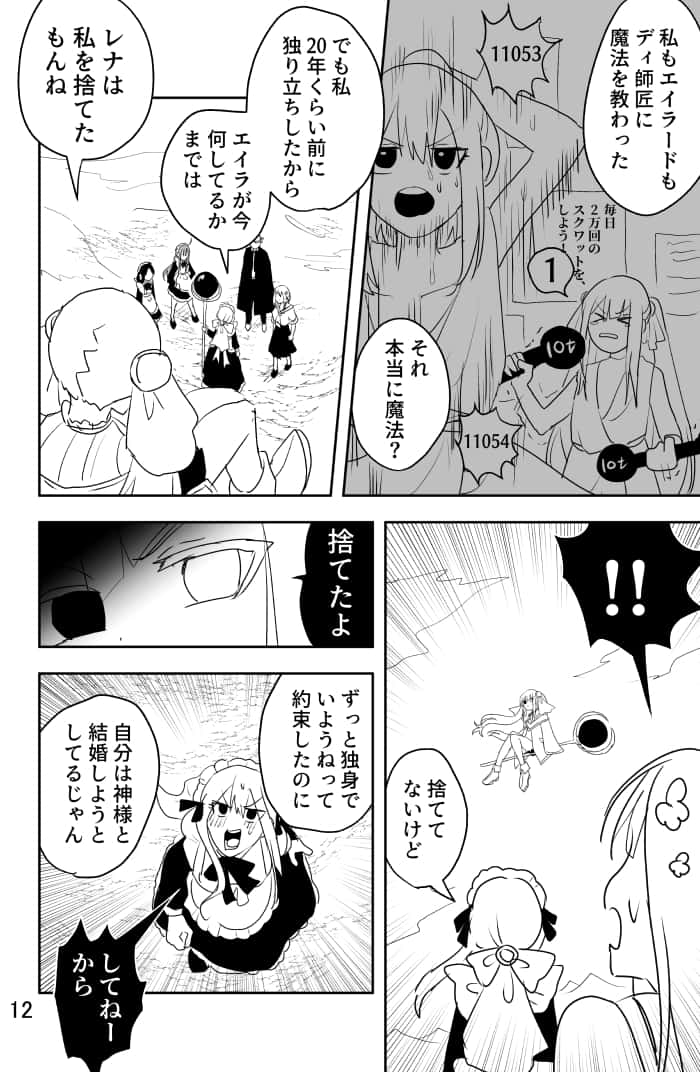 私もエイラードも
ディ師匠に
魔法を教わった
11053
毎日
2万回の
スクワットを、
しよう!
1
10t
10t
それ
本当に魔法?
11054
でも私
20年くらい前に
独り立ちしたから
エイラが今
何してるか
までは
レナは
私を捨てた
もんね
!!
捨てて
ないけど
捨てたよ
ずっと独身で
いようねって
約束したのに
自分は神様と
結婚しようと
してるじゃん
してねー
から
12